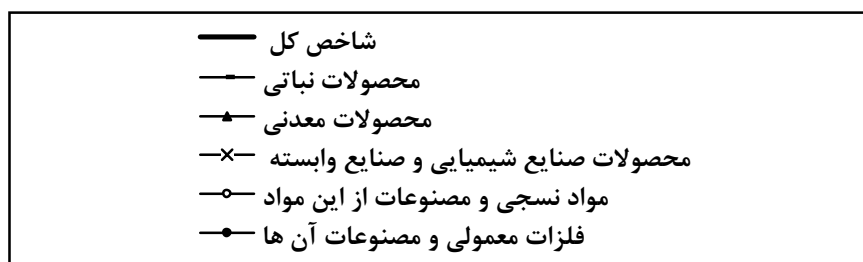 شاخص کل
محصولات نباتی
محصولات معدنی
محصولات صنایع شیمیایی و صنایع وابسته
مواد نسجی و مصنوعات از این مواد
فلزات معمولی و مصنوعات آن ها